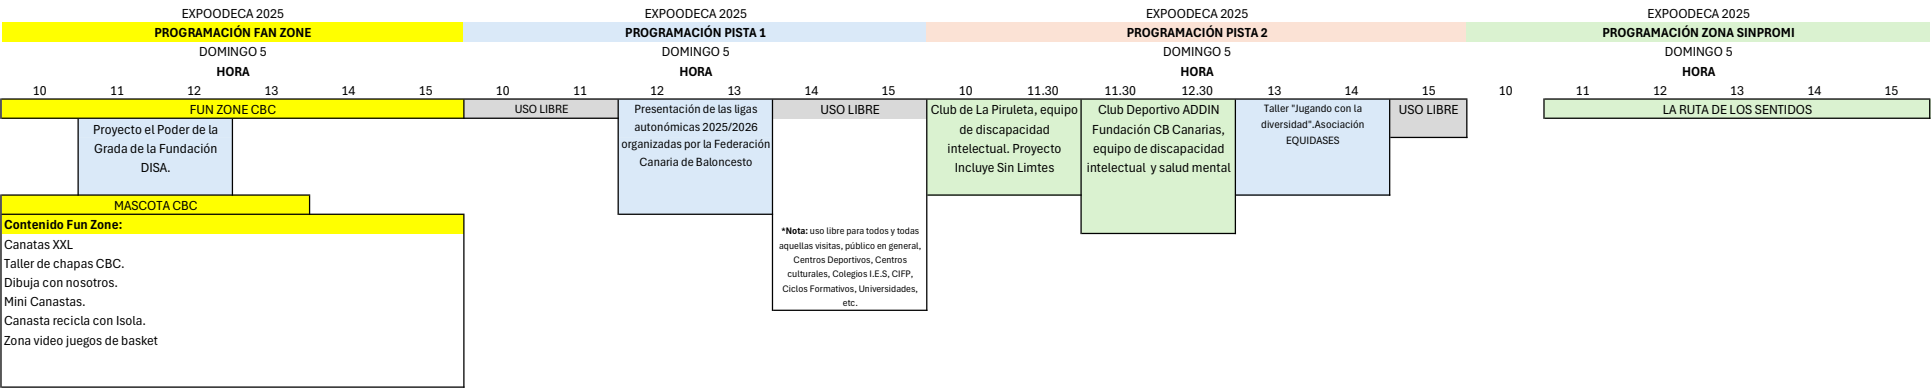 EXPOODECA 2025 EXPOODECA 2025 EXPOODECA 2025 EXPOODECA 2025
PROGRAMACIÓN FAN ZONE PROGRAMACIÓN PISTA 1 PROGRAMACIÓN PISTA 2 PROGRAMACIÓN ZONA SINPROMI
DOMINGO 5 DOMINGO 5 DOMINGO 5 DOMINGO 5
HORA HORA HORA HORA
10 11 12 13 14 15 10 11 12 13 14 15 10 11.30 11.30 12.30 13 14 15 10 11 12 13 14 15
FUN ZONE CBC
Proyecto el Poder de la
Grada de la Fundación
DISA.
MASCOTA CBC
Contenido Fun Zone:
Canatas XXL
Taller de chapas CBC.
Dibuja con nosotros.
Mini Canastas.
Canasta recicla con Isola.
Zona video juegos de basket
USO LIBRE
Presentación de las ligas
autonómicas 2025/2026
organizadas por la Federación
Canaria de Baloncesto
USO LIBRE
*Nota: uso libre para todos y todas
aquellas visitas, público en general,
Centros Deportivos, Centros
culturales, Colegios I.E.S, CIFP,
Ciclos Formativos, Universidades,
etc.
Club de La Piruleta, equipo
de discapacidad
intelectual. Proyecto
Incluye Sin Limtes
Club Deportivo ADDIN
Fundación CB Canarias,
equipo de discapacidad
intelectual y salud mental
Taller "Jugando con la
diversidad".Asociación
EQUIDASES
USO LIBRE
LA RUTA DE LOS SENTIDOS